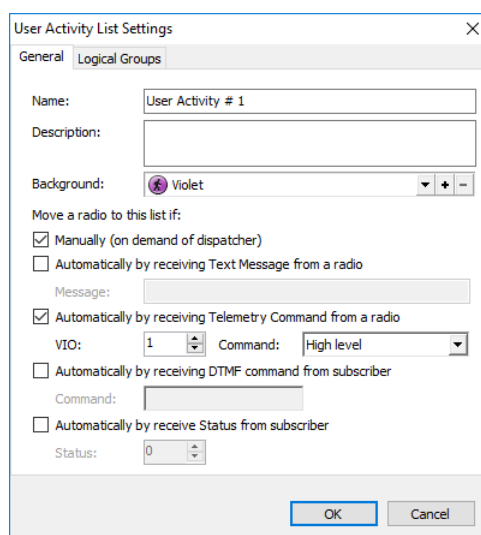 User Activity List Settings
General Logical Groups
Name: User Activity # 1
Description:
Background: Violet
Move a radio to this list if:
Manually (on demand of dispatcher)
Automatically by receiving Text Message from a radio
Message:
Automatically by receiving Telemetry Command from a radio
VIO: 1 Command: High level
Automatically by receiving DTMF command from subscriber
Command:
Automatically by receive Status from subscriber
Status: 0
OK Cancel